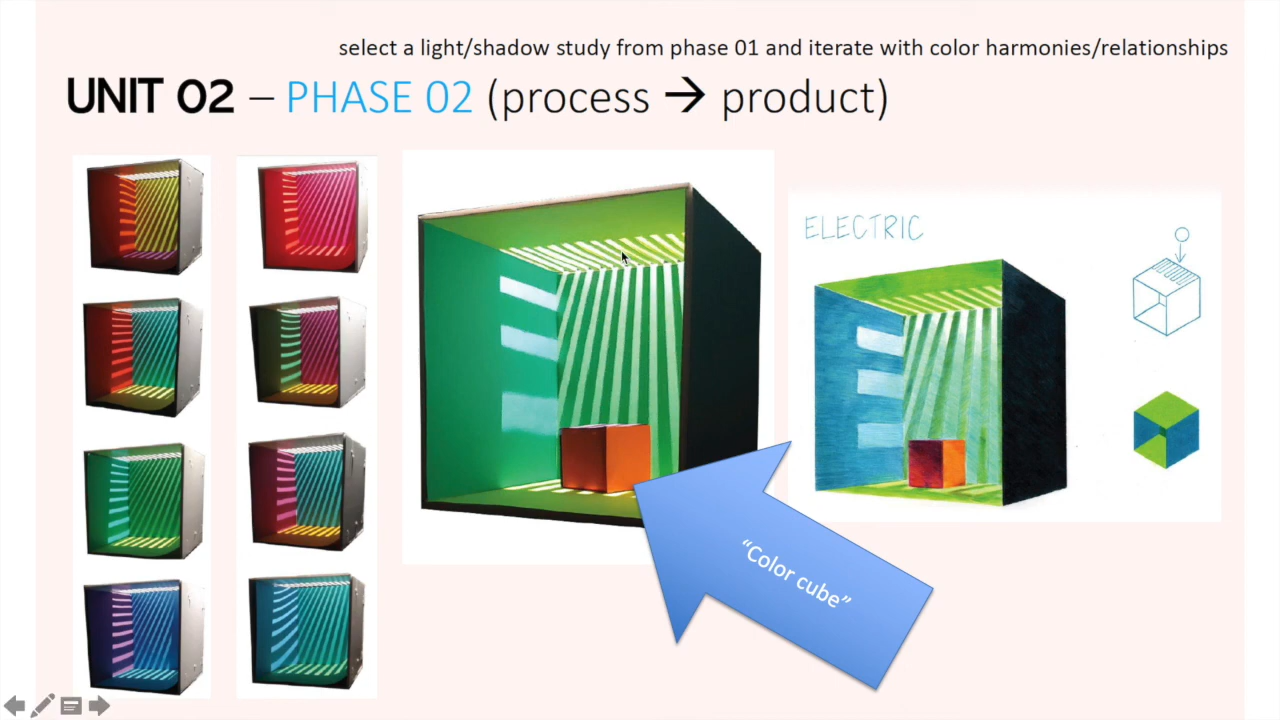 select a light/shadow study from phase 01 and iterate with color harmonies/relationships
UNIT 02 – PHASE 02 (process → product)
ELECTRIC
“Color cube”